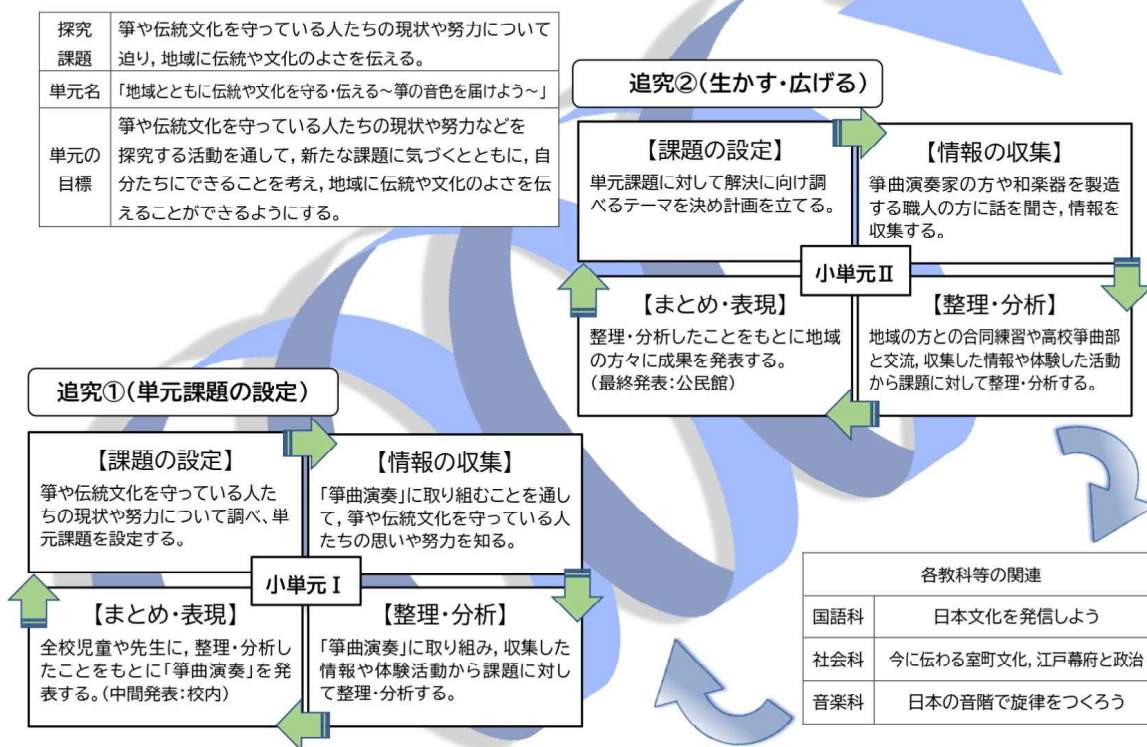 探究
課題
箏や伝統文化を守っている人たちの現状や努力について
迫り，地域に伝統や文化のよさを伝える。
単元名
「地域とともに伝統や文化を守る・伝える～箏の音色を届けよう～」
単元の
目標
箏や伝統文化を守っている人たちの現状や努力などを
探究する活動を通して，新たな課題に気づくとともに，自
分たちにできることを考え，地域に伝統や文化のよさを伝
えることができるようにする。
追究②(生かす・広げる)
【課題の設定】
単元課題に対して解決に向け調
べるテーマを決め計画を立てる。
【情報の収集】
箏曲演奏家の方や和楽器を製造
する職人の方に話を聞き，情報を
収集する。
小単元Ⅱ
【まとめ・表現】
整理・分析したことをもとに地域
の方々に成果を発表する。
(最終発表:公民館)
【整理・分析】
地域の方との合同練習や高校箏曲部
と交流，収集した情報や体験した活動
から課題に対して整理・分析する。
追究①(単元課題の設定)
【課題の設定】
箏や伝統文化を守っている人た
ちの現状や努力について調べ、単
元課題を設定する。
【情報の収集】
「箏曲演奏」に取り組むことを通し
て，箏や伝統文化を守っている人
たちの思いや努力を知る。
小単元Ⅰ
【まとめ・表現】
全校児童や先生に，整理・分析し
たことをもとに「箏曲演奏」を発
表する。(中間発表:校内)
【整理・分析】
「箏曲演奏」に取り組み，収集した
情報や体験活動から課題に対し
て整理・分析する。
各教科等の関連
国語科
日本文化を発信しよう
社会科
今に伝わる室町文化，江戸幕府と政治
音楽科
日本の音階で旋律をつくろう